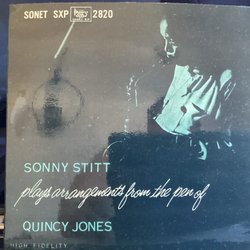 SONET SXP 2820
SONNY STITT
plays arrangements from the pen of
QUINCY JONES
HIGH FIDELITY